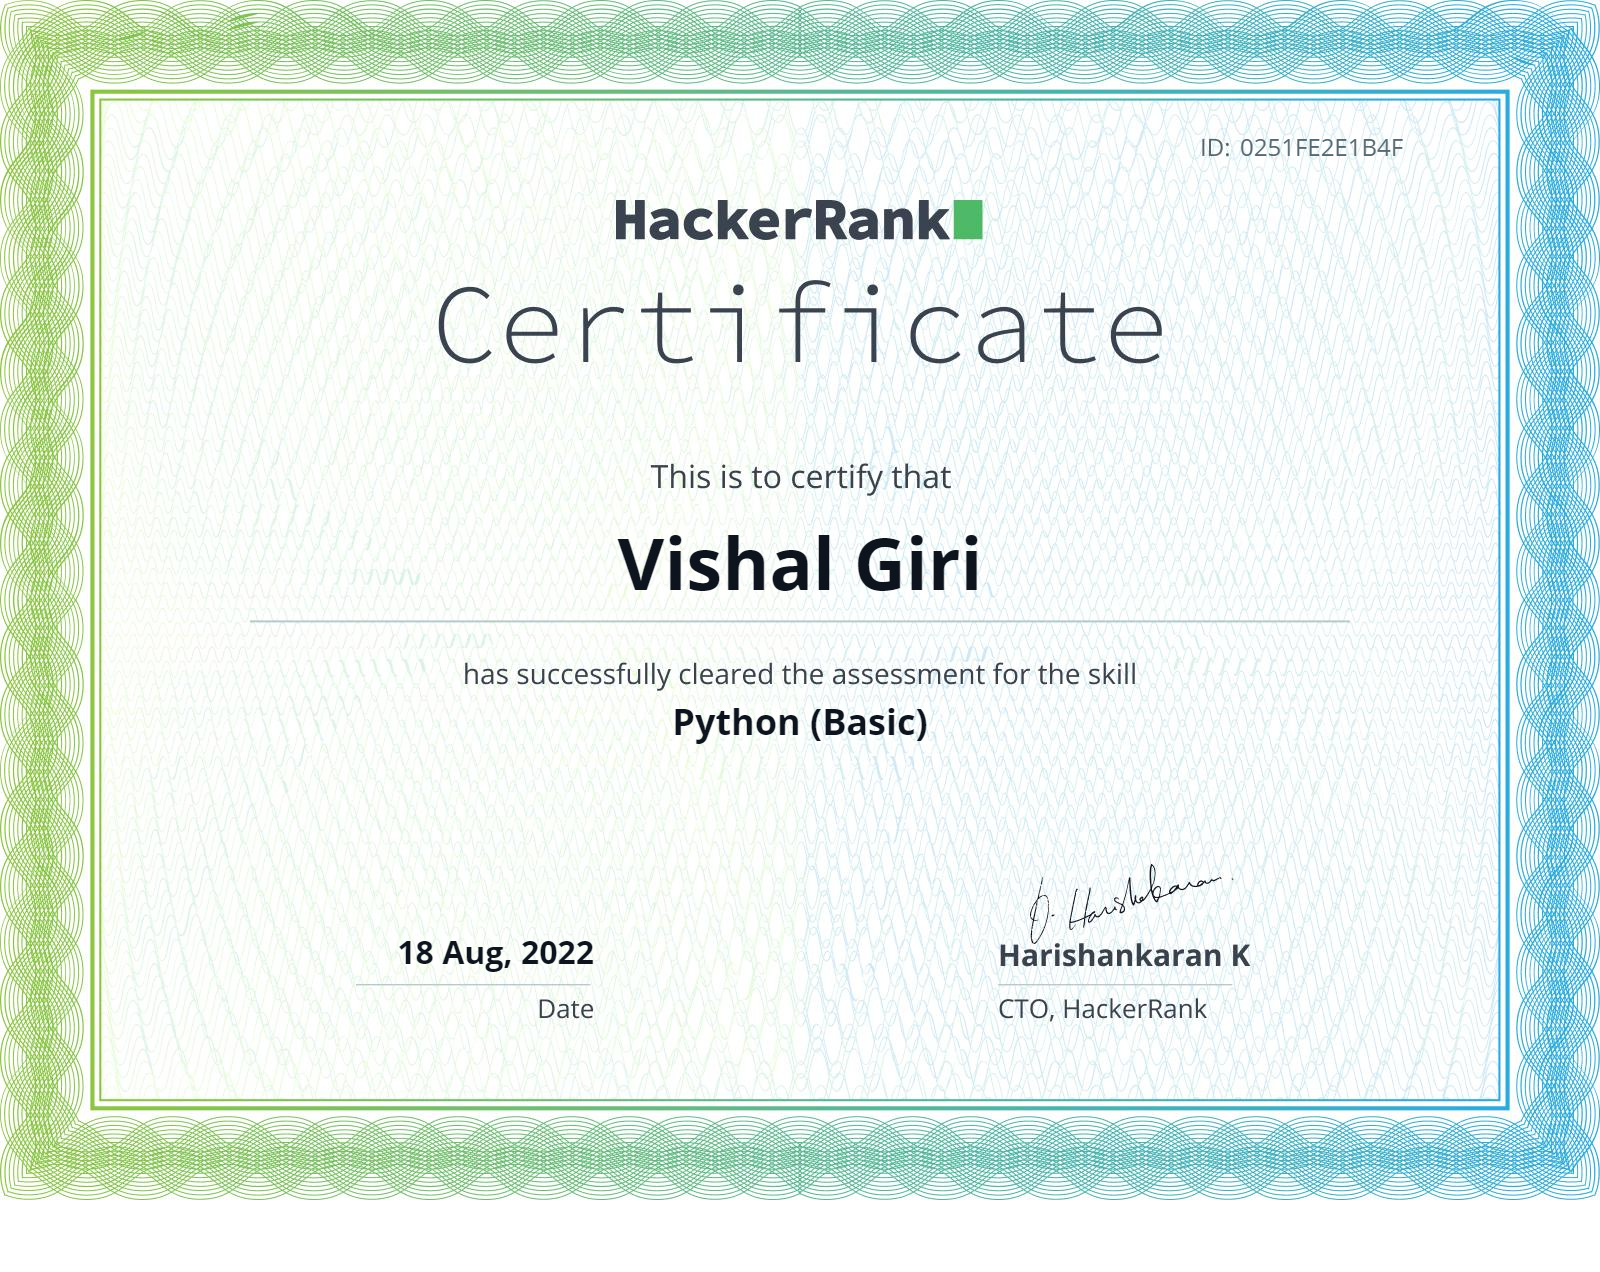 ID: 0251FE2E1B4F
HackerRank
Certificate
This is to certify that
Vishal Giri
has successfully cleared the assessment for the skill
Python (Basic)
18 Aug, 2022
Date
Harishankaran K
CTO, HackerRank